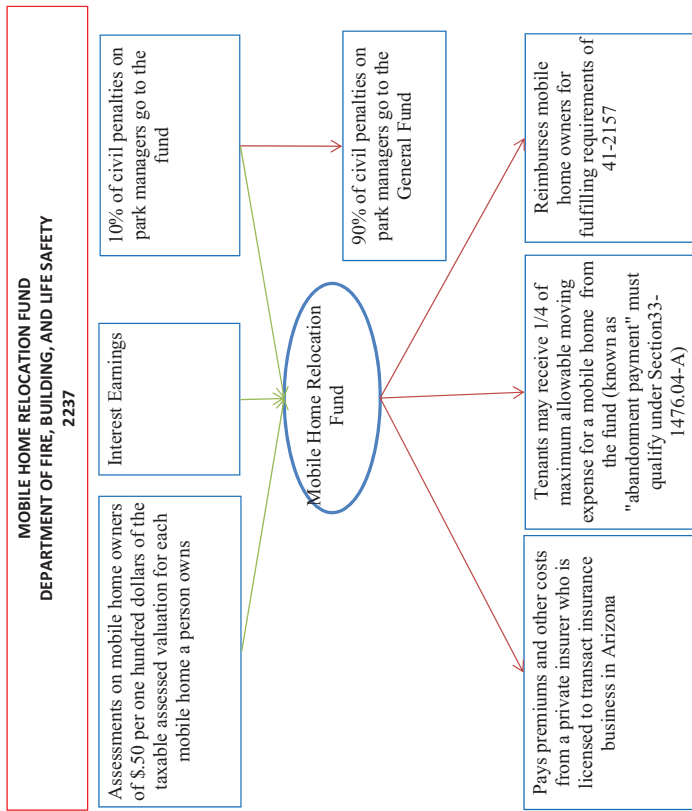 MOBILE HOME RELOCATION FUND
DEPARTMENT OF FIRE, BUILDING, AND LIFE SAFETY
2237
Assessments on mobile home owners
of $.50 per one hundred dollars of the
taxable assessed valuation for each
mobile home a person owns
Interest Earnings
10% of civil penalties on
park managers go to the
fund
Mobile Home Relocation
Fund
90% of civil penalties on
park managers go to the
General Fund
Pays premiums and other costs
from a private insurer who is
licensed to transact insurance
business in Arizona
Tenants may receive 1/4 of
maximum allowable moving
expense for a mobile home from
the fund (known as
"abandonment payment" must
qualify under Section33-
1476.04-A)
Reimburses mobile
home owners for
fulfilling requirements of
41-2157